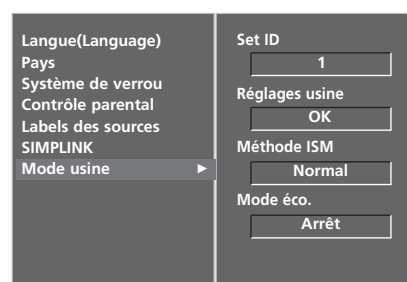 Langue(Language)
Pays
Système de verrou
Contrôle parental
Labels des sources
SIMPLINK
Mode usine ►
Set ID
1
Réglages usine
OK
Méthode ISM
Normal
Mode éco.
Arrêt